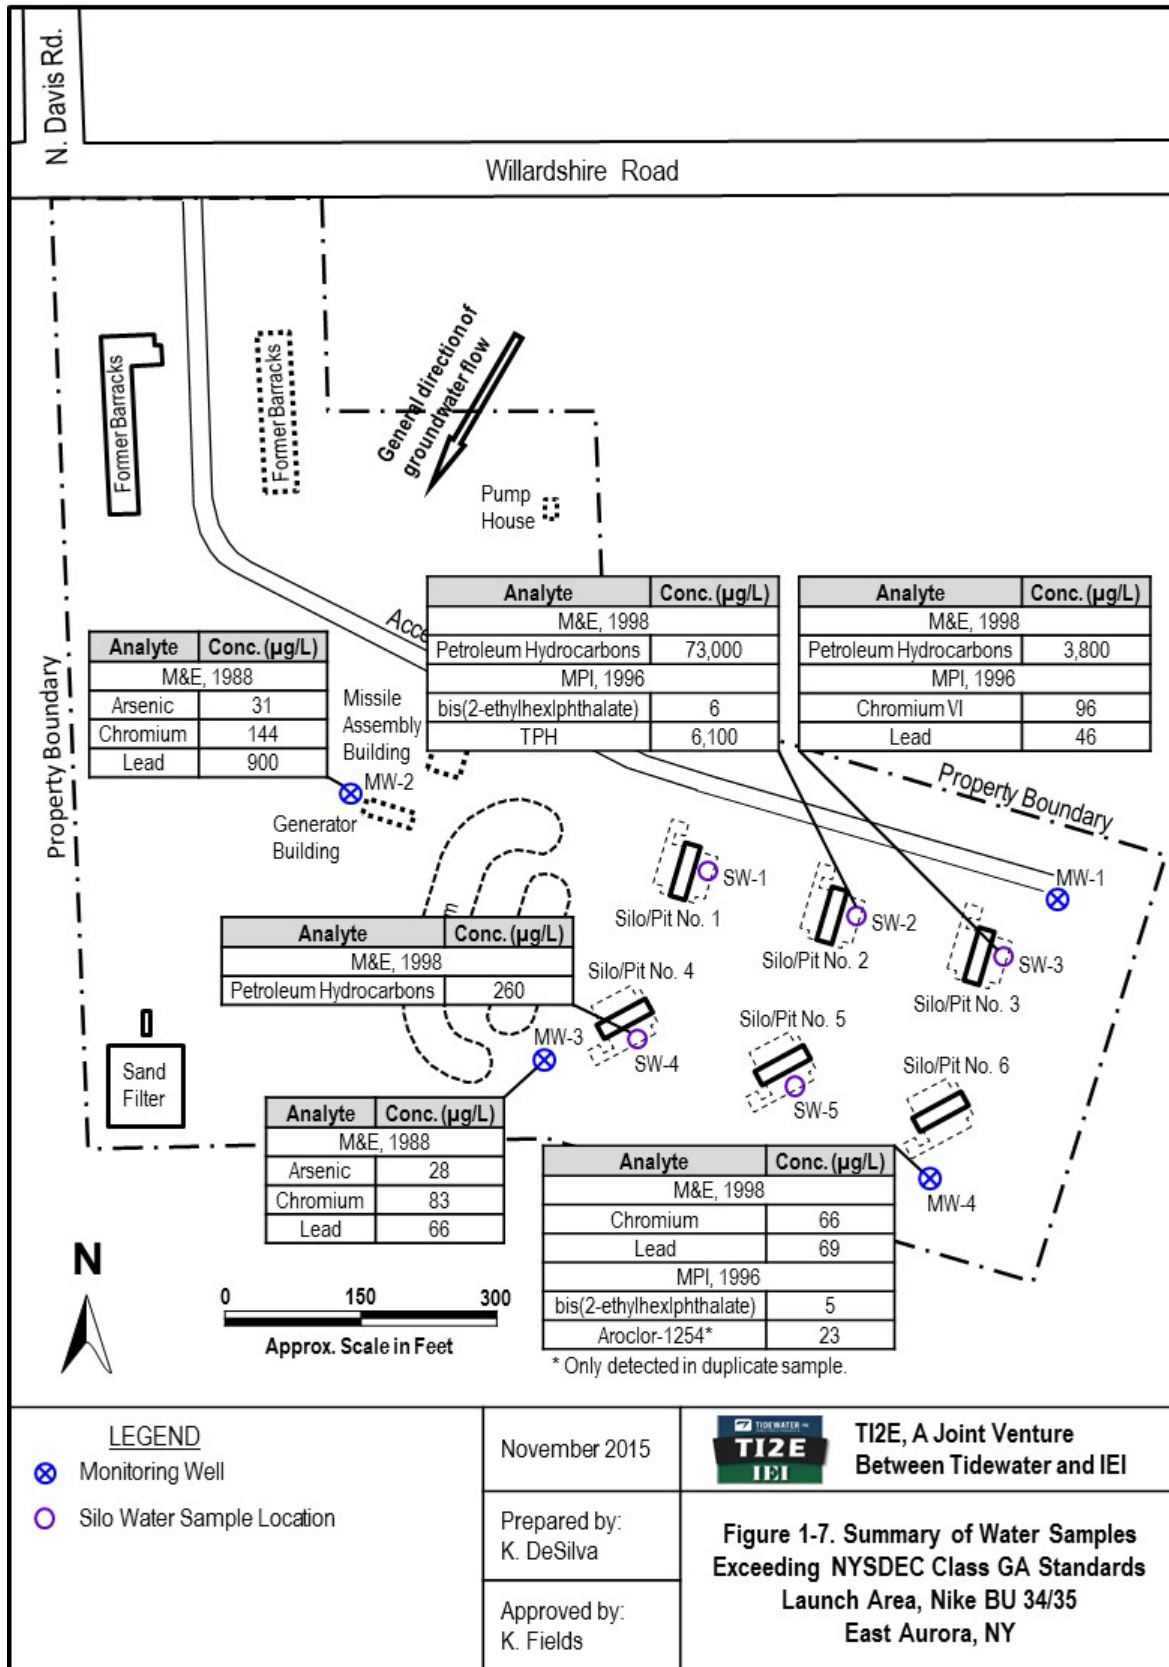 N. Davis Rd.
Willardshire Road
Former Barracks
Former Barracks
General direction of
groundwater flow
Pump
House
Property Boundary
Analyte Conc. (µg/L)
M&E, 1998
Petroleum Hydrocarbons 73,000
MPI, 1996
bis(2-ethylhexlphthalate) 6
TPH 6,100
Analyte Conc. (µg/L)
M&E, 1998
Petroleum Hydrocarbons 3,800
MPI, 1996
Chromium VI 96
Lead 46
Analyte Conc. (µg/L)
M&E, 1988
Arsenic 31
Chromium 144
Lead 900
Missile
Assembly
Building
MW-2
Generator
Building
Property Boundary
MW-1
SW-1
Silo/Pit No. 1
SW-2
Silo/Pit No. 2
SW-3
Silo/Pit No. 3
Analyte Conc. (µg/L)
M&E, 1998
Petroleum Hydrocarbons 260
Silo/Pit No. 4
SW-4
MW-3
Silo/Pit No. 5
SW-5
Silo/Pit No. 6
MW-4
Sand
Filter
Analyte Conc. (µg/L)
M&E, 1988
Arsenic 28
Chromium 83
Lead 66
Analyte Conc. (µg/L)
M&E, 1998
Chromium 66
Lead 69
MPI, 1996
bis(2-ethylhexlphthalate) 5
Aroclor-1254* 23
* Only detected in duplicate sample.
N
0 150 300
Approx. Scale in Feet
LEGEND
Monitoring Well
Silo Water Sample Location
November 2015
Prepared by:
K. DeSilva
Approved by:
K. Fields
TIDEWATER
TI2E
IEI
TI2E, A Joint Venture
Between Tidewater and IEI
Figure 1-7. Summary of Water Samples
Exceeding NYSDEC Class GA Standards
Launch Area, Nike BU 34/35
East Aurora, NY